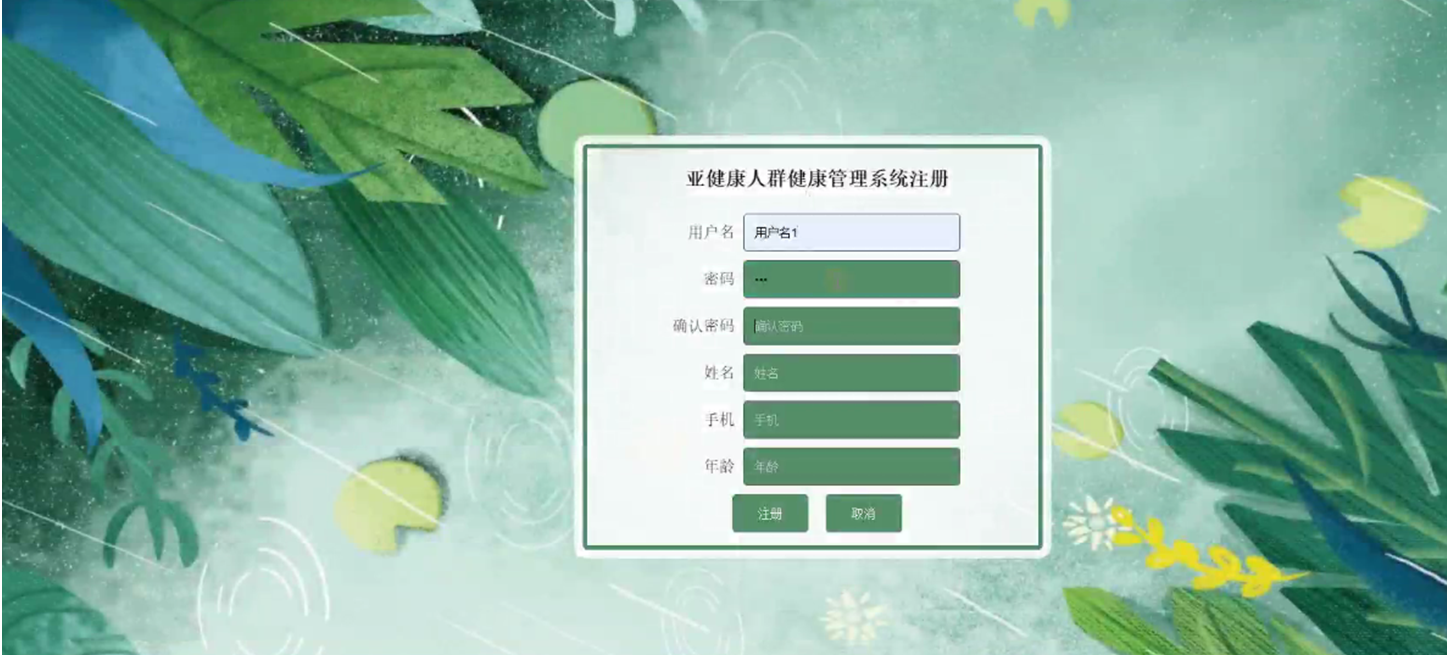 亚健康人群健康管理系统注册
用户名 用户名1
密码 •••
确认密码 确认密码
姓名 姓名
手机 手机
年龄 年龄
注册 取消